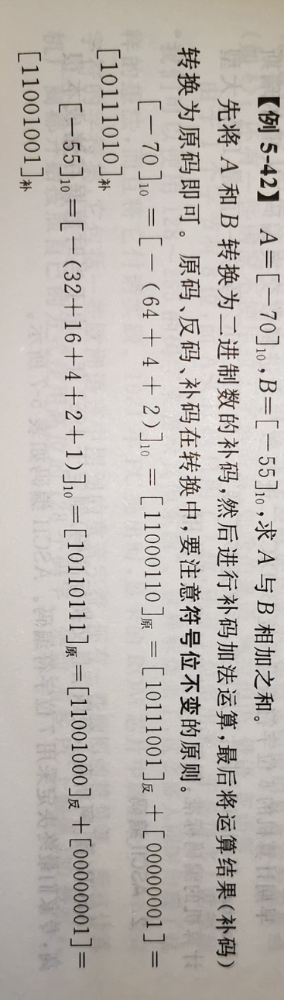 【例 5-42】 A=[-70]₁₀,B=[-55]₁₀,求 A 与 B 相加之和。
先将 A 和 B 转换为二进制数的补码,然后进行补码加法运算,最后将运算结果(补码)
转换为原码即可。原码、反码、补码在转换中,要注意符号位不变的原则。
[-70]₁₀=[-(64+4+2)]₁₀=[11000110]原=[10111001]反+[00000001]=
[10111010]补
[-55]₁₀=[-(32+16+4+2+1)]₁₀=[10110111]原=[11001000]反+[00000001]=
[11001001]补